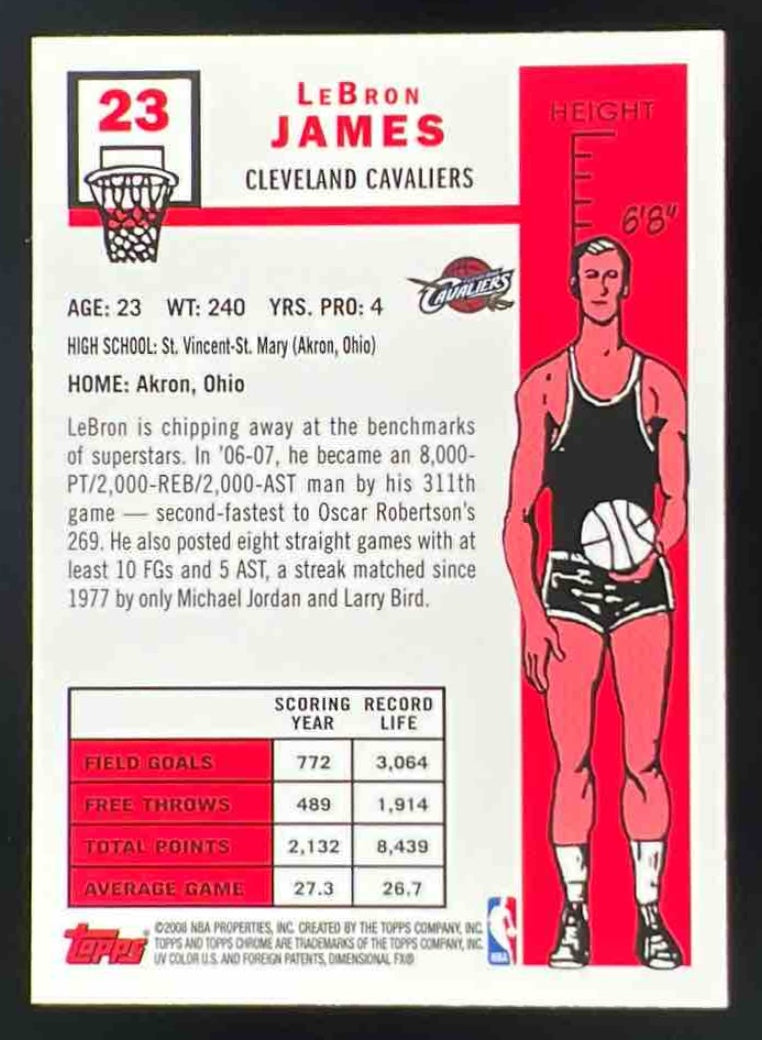 23
LEBRON
JAMES
CLEVELAND CAVALIERS
HEIGHT
6'8"
CAVALIERS
AGE: 23 WT: 240 YRS. PRO: 4
HIGH SCHOOL: St. Vincent-St. Mary (Akron, Ohio)
HOME: Akron, Ohio
LeBron is chipping away at the benchmarks
of superstars. In '06-07, he became an 8,000-
PT/2,000-REB/2,000-AST man by his 311th
game — second-fastest to Oscar Robertson's
269. He also posted eight straight games with at
least 10 FGs and 5 AST, a streak matched since
1977 by only Michael Jordan and Larry Bird.
SCORING RECORD
YEAR LIFE
FIELD GOALS 772 3,064
FREE THROWS 489 1,914
TOTAL POINTS 2,132 8,439
AVERAGE GAME 27.3 26.7
Topps
©2008 NBA PROPERTIES, INC. CREATED BY THE TOPPS COMPANY, INC.
TOPPS AND TOPPS CHROME ARE TRADEMARKS OF THE TOPPS COMPANY, INC.
UV COLOR U.S. AND FOREIGN PATENTS, DIMENSIONAL FX®
NBA